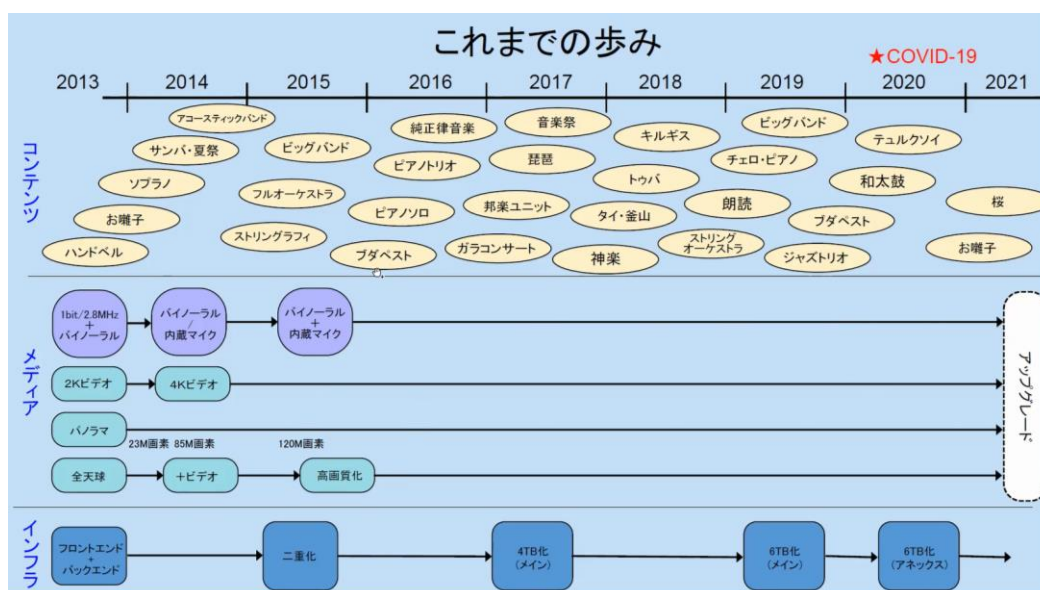 これまでの歩み
★COVID-19
2013 2014 2015 2016 2017 2018 2019 2020 2021
コンテンツ
アコースティックバンド
サンバ・夏祭
ソプラノ
お囃子
ハンドベル
ビッグバンド
フルオーケストラ
ストリングラフィ
純正律音楽
ピアノトリオ
ピアノソロ
ブダペスト
音楽祭
琵琶
邦楽ユニット
ガラコンサート
キルギス
トゥバ
タイ・釜山
神楽
ビッグバンド
チェロ・ピアノ
朗読
ストリング
オーケストラ
テュルクソイ
和太鼓
ブダペスト
ジャズトリオ
桜
お囃子
メディア
1bit/2.8MHz
+
バイノーラル
バイノーラル
/
内蔵マイク
バイノーラル
+
内蔵マイク
2Kビデオ
4Kビデオ
パノラマ
23M画素
85M画素
120M画素
全天球
+ビデオ
高画質化
アップグレード
インフラ
フロントエンド
+
バックエンド
二重化
4TB化
(メイン)
6TB化
(メイン)
6TB化
(アネックス)